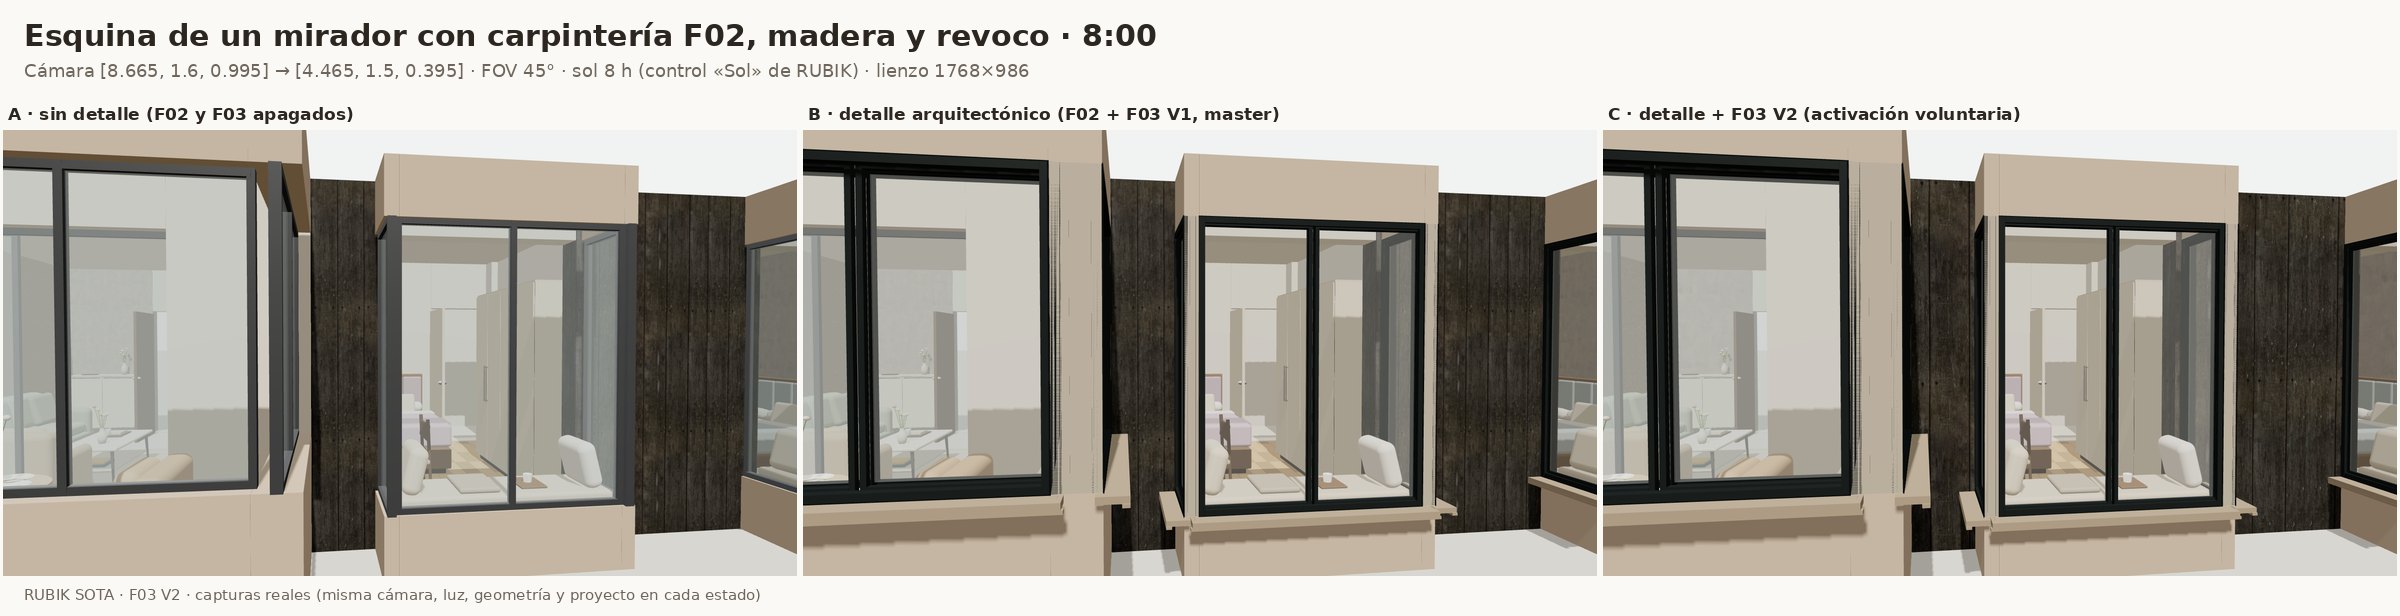 Esquina de un mirador con carpintería F02, madera y revoco · 8:00
Cámara [8.665, 1.6, 0.995] → [4.465, 1.5, 0.395] · FOV 45° · sol 8 h (control «Sol» de RUBIK) · lienzo 1768×986
A · sin detalle (F02 y F03 apagados)
B · detalle arquitectónico (F02 + F03 V1, master)
C · detalle + F03 V2 (activación voluntaria)
RUBIK SOTA · F03 V2 · capturas reales (misma cámara, luz, geometría y proyecto en cada estado)